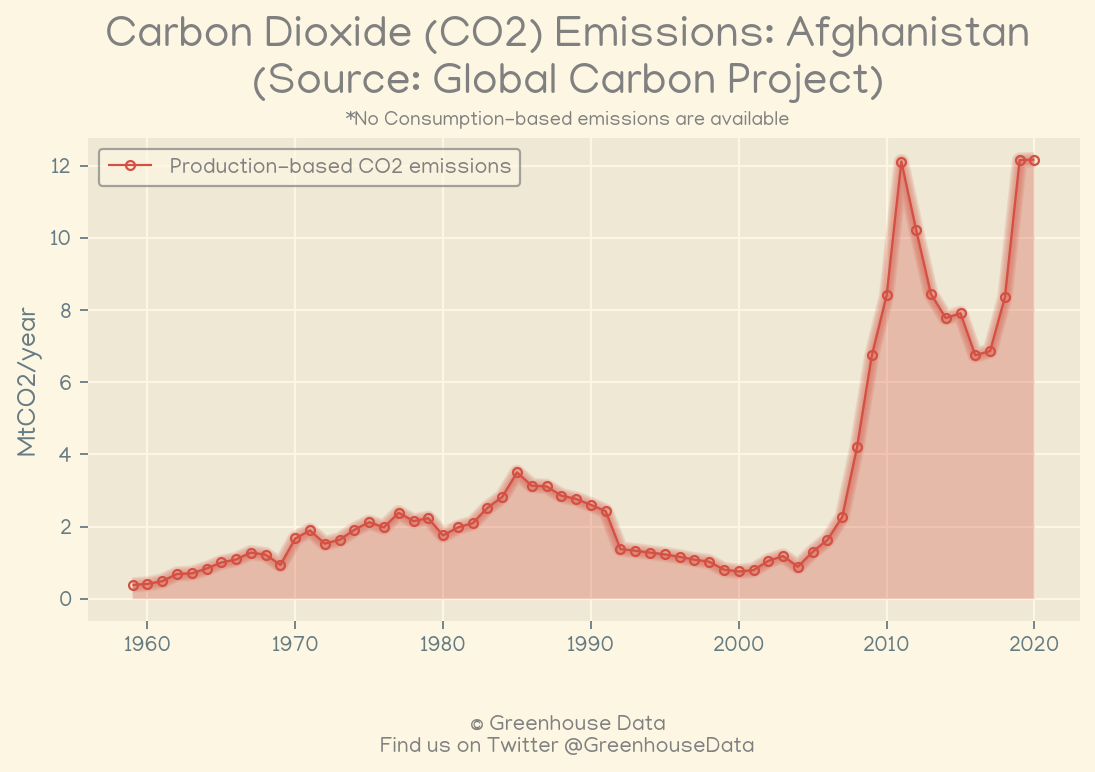 Carbon Dioxide (CO2) Emissions: Afghanistan
(Source: Global Carbon Project)
*No Consumption-based emissions are available
Production-based CO2 emissions
MtCO2/year
12
10
8
6
4
2
0
1960 1970 1980 1990 2000 2010 2020
© Greenhouse Data
Find us on Twitter @GreenhouseData